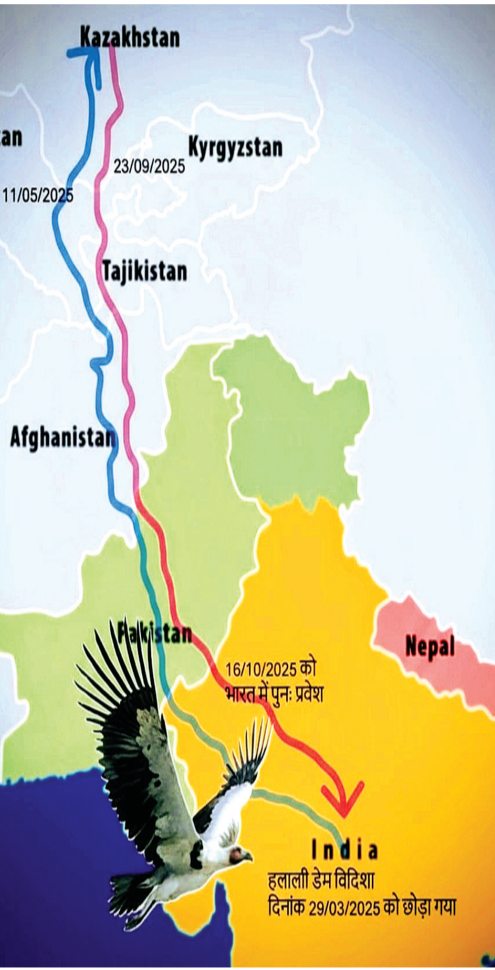 Kazakhstan
an
Kyrgyzstan
23/09/2025
11/05/2025
Tajikistan
Afghanistan
Pakistan
Nepal
16/10/2025 को
भारत में पुनः प्रवेश
India
हलाली डेम विदिशा
दिनांक 29/03/2025 को छोड़ा गया